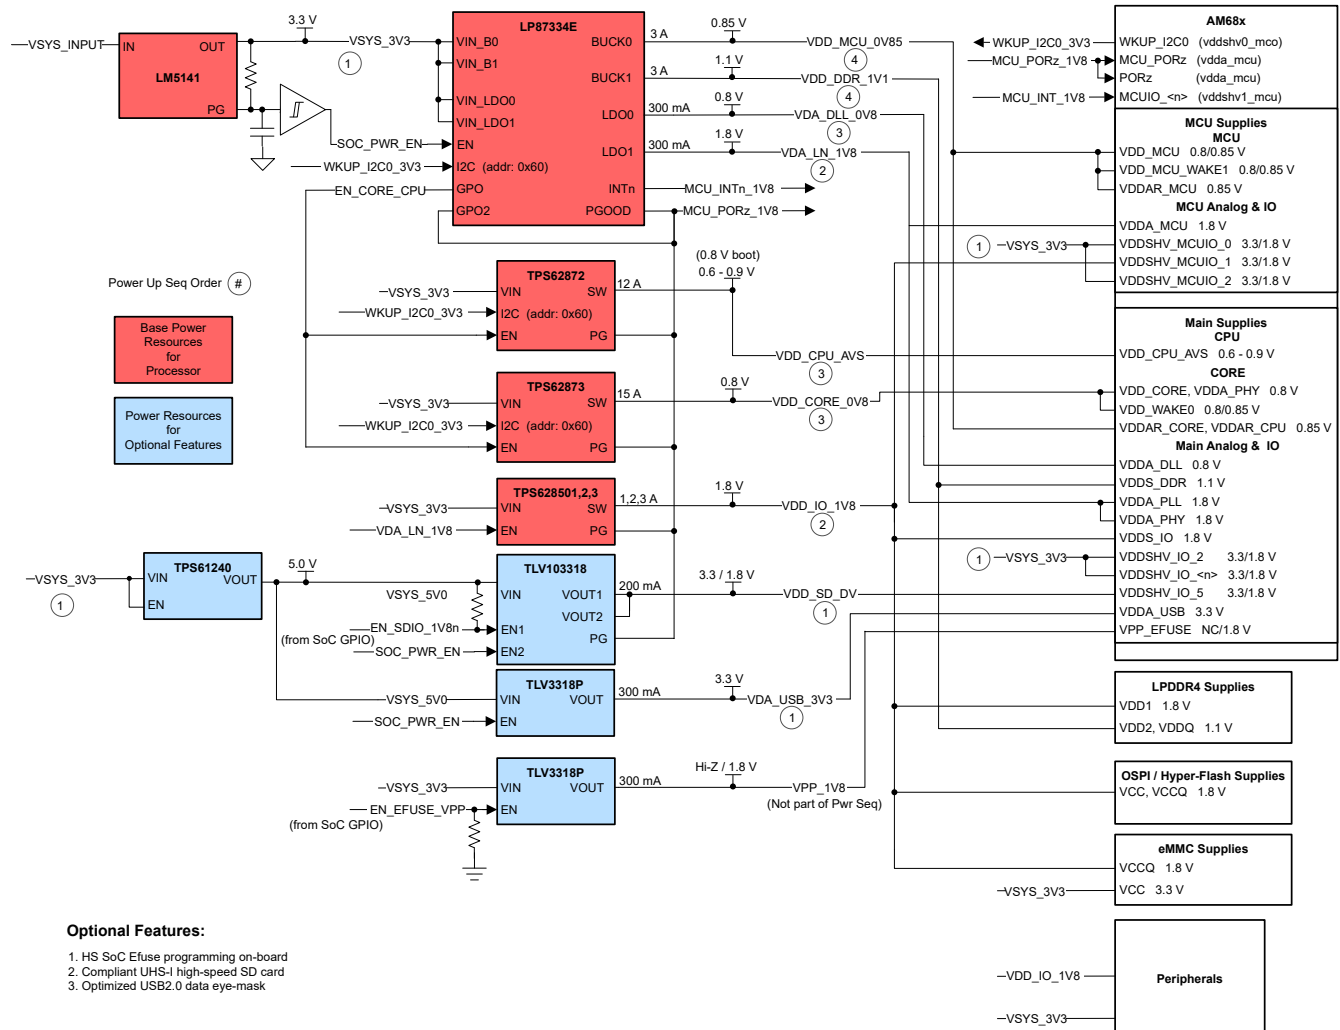 VSYS_INPUT
IN
OUT
LM5141
PG
3.3 V
VSYS_3V3
1
LP87334E
VIN_B0
BUCK0
VIN_B1
BUCK1
VIN_LDO0
LDO0
VIN_LDO1
LDO1
EN
I2C (addr: 0x60)
GPO
INTn
GPO2
PGOOD
SOC_PWR_EN
WKUP_I2C0_3V3
EN_CORE_CPU
3 A
0.85 V
VDD_MCU_0V85
4
3 A
1.1 V
VDD_DDR_1V1
4
300 mA
0.8 V
VDA_DLL_0V8
3
300 mA
1.8 V
VDA_LN_1V8
2
MCU_INTn_1V8
MCU_PORz_1V8
AM68x
WKUP_I2C0_3V3
WKUP_I2C0 (vddshv0_mco)
MCU_PORz_1V8
MCU_PORz (vdda_mcu)
PORz (vdda_mcu)
MCU_INT_1V8
MCUIO_<n> (vddshv1_mcu)
MCU Supplies
MCU
VDD_MCU 0.8/0.85 V
VDD_MCU_WAKE1 0.8/0.85 V
VDDAR_MCU 0.85 V
MCU Analog & IO
VDDA_MCU 1.8 V
1
VSYS_3V3
VDDSHV_MCUIO_0 3.3/1.8 V
VDDSHV_MCUIO_1 3.3/1.8 V
VDDSHV_MCUIO_2 3.3/1.8 V
Power Up Seq Order #
Base Power
Resources
for
Processor
Power Resources
for
Optional Features
TPS62872
VSYS_3V3
VIN
SW
WKUP_I2C0_3V3
I2C (addr: 0x60)
EN
PG
12 A
(0.8 V boot)
0.6 - 0.9 V
VDD_CPU_AVS
3
TPS62873
VSYS_3V3
VIN
SW
WKUP_I2C0_3V3
I2C (addr: 0x60)
EN
PG
15 A
0.8 V
VDD_CORE_0V8
3
TPS628501,2,3
VSYS_3V3
VIN
SW
VDA_LN_1V8
EN
PG
1,2,3 A
1.8 V
VDD_IO_1V8
2
Main Supplies
CPU
VDD_CPU_AVS 0.6 - 0.9 V
CORE
VDD_CORE, VDDA_PHY 0.8 V
VDD_WAKE0 0.8/0.85 V
VDDAR_CORE, VDDAR_CPU 0.85 V
Main Analog & IO
VDDA_DLL 0.8 V
VDDS_DDR 1.1 V
VDDA_PLL 1.8 V
VDDA_PHY 1.8 V
VDDS_IO 1.8 V
1
VSYS_3V3
VDDSHV_IO_2 3.3/1.8 V
VDDSHV_IO_<n> 3.3/1.8 V
VDDSHV_IO_5 3.3/1.8 V
VDDA_USB 3.3 V
VPP_EFUSE NC/1.8 V
VSYS_3V3
1
TPS61240
VIN
VOUT
EN
5.0 V
TLV103318
VSYS_5V0
VIN
VOUT1
VOUT2
EN_SDIO_1V8n
(from SoC GPIO)
EN1
PG
SOC_PWR_EN
EN2
200 mA
3.3 / 1.8 V
VDD_SD_DV
1
TLV3318P
VSYS_5V0
VIN
VOUT
SOC_PWR_EN
EN
300 mA
3.3 V
VDA_USB_3V3
1
TLV3318P
VSYS_3V3
VIN
VOUT
EN_EFUSE_VPP
(from SoC GPIO)
EN
300 mA
Hi-Z / 1.8 V
VPP_1V8
(Not part of Pwr Seq)
LPDDR4 Supplies
VDD1 1.8 V
VDD2, VDDQ 1.1 V
OSPI / Hyper-Flash Supplies
VCC, VCCQ 1.8 V
eMMC Supplies
VCCQ 1.8 V
VSYS_3V3
VCC 3.3 V
VDD_IO_1V8
Peripherals
VSYS_3V3
Optional Features:
1. HS SoC Efuse programming on-board
2. Compliant UHS-I high-speed SD card
3. Optimized USB2.0 data eye-mask